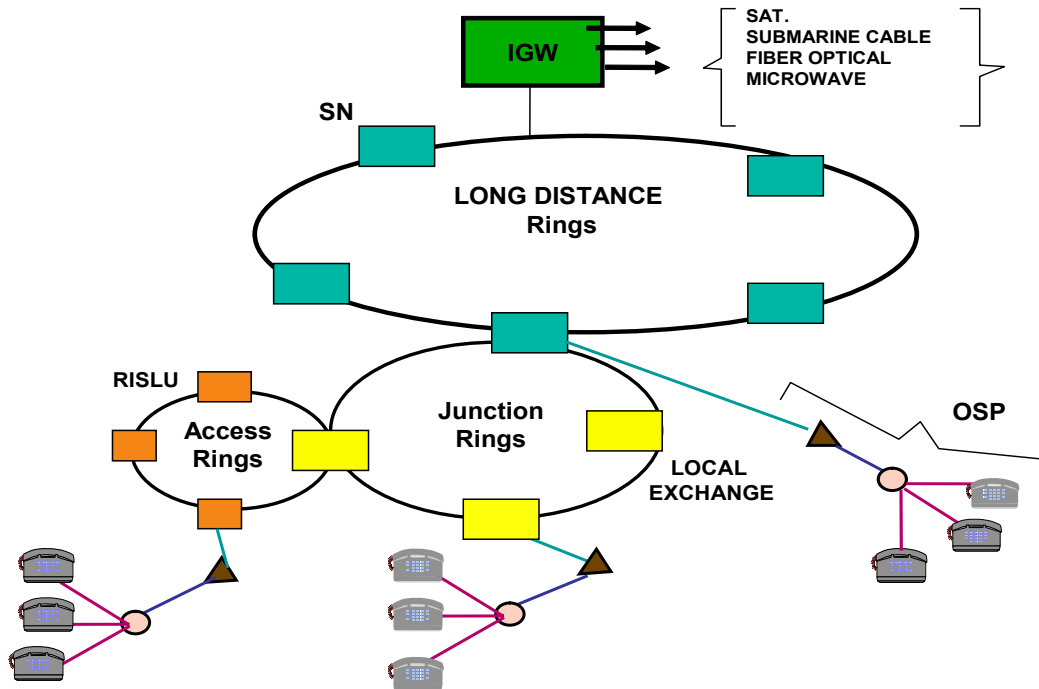 IGW
SAT.
SUBMARINE CABLE
FIBER OPTICAL
MICROWAVE
SN
LONG DISTANCE
Rings
RISLU
Access
Rings
Junction
Rings
OSP
LOCAL
EXCHANGE